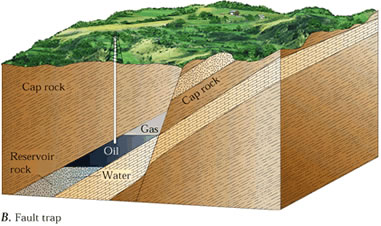 Cap rock
Cap rock
Gas
Oil
Reservoir
rock
Water
B. Fault trap